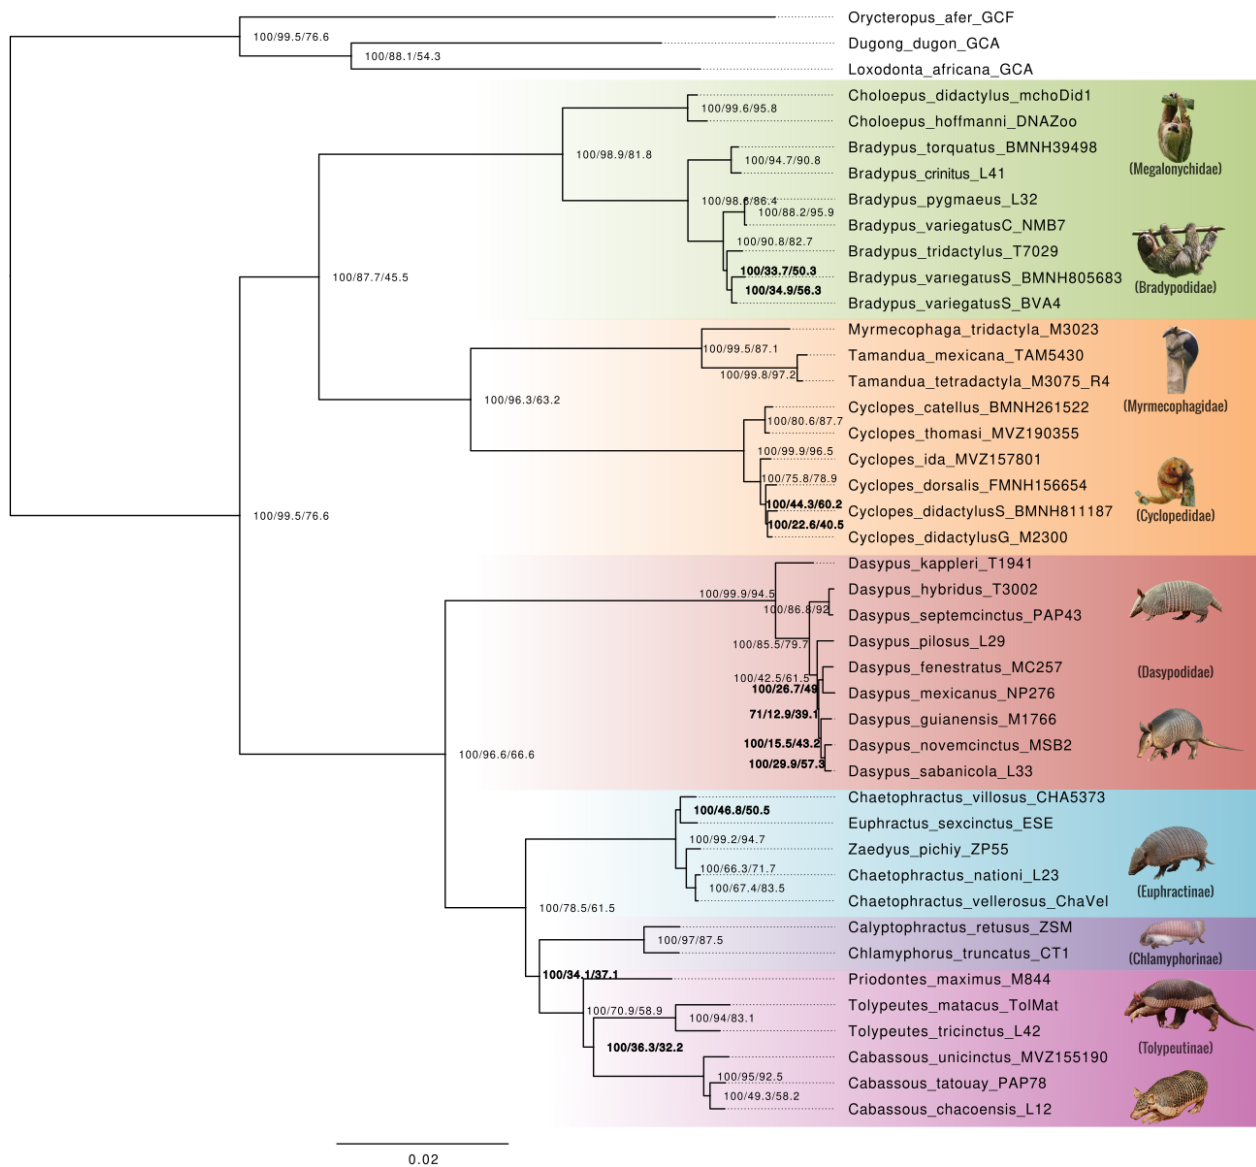 Orycteropus_afer_GCF
100/99.5/76.6
Dugong_dugon_GCA
100/88.1/54.3
Loxodonta_africana_GCA
Choloepus_didactylus_mchoDid1
100/99.6/95.8
Choloepus_hoffmanni_DNAZoo
Bradypus_torquatus_BMNH39498
100/98.9/81.8
100/94.7/90.8
(Megalonychidae)
Bradypus_crinitus_L41
100/98.6/86.4
Bradypus_pygmaeus_L32
100/88.2/95.9
Bradypus_variegatusC_NMB7
100/90.8/82.7
Bradypus_tridactylus_T7029
100/33.7/50.3
100/87.7/45.5
Bradypus_variegatusS_BMNH805683
100/34.9/56.3
(Bradypodidae)
Bradypus_variegatusS_BVA4
Myrmecophaga_tridactyla_M3023
100/99.5/87.1
Tamandua_mexicana_TAM5430
100/99.8/97.2
Tamandua_tetradactyla_M3075_R4
100/96.3/63.2
Cyclopes_catellus_BMNH261522
(Myrmecophagidae)
100/80.6/87.7
Cyclopes_thomasi_MVZ190355
100/99.9/96.5
Cyclopes_ida_MVZ157801
100/75.8/78.9
Cyclopes_dorsalis_FMNH156654
100/44.3/60.2
100/99.5/76.6
Cyclopes_didactylusS_BMNH811187
(Cyclopedidae)
100/22.6/40.5
Cyclopes_didactylusG_M2300
Dasypus_kappleri_T1941
100/99.9/94.5
Dasypus_hybridus_T3002
100/86.8/92
Dasypus_septemcinctus_PAP43
100/85.5/79.7
Dasypus_pilosus_L29
Dasypus_fenestratus_MC257
(Dasypodidae)
100/42.5/61.5
100/26.7/49
Dasypus_mexicanus_NP276
71/12.9/39.1
Dasypus_guianensis_M1766
100/15.5/43.2
Dasypus_novemcinctus_MSB2
100/96.6/66.6
100/29.9/57.3
Dasypus_sabanicola_L33
Chaetophractus_villosus_CHA5373
100/46.8/50.5
Euphractus_sexcinctus_ESE
100/99.2/94.7
Zaedyus_pichiy_ZP55
100/66.3/71.7
Chaetophractus_nationi_L23
100/67.4/83.5
(Euphractinae)
Chaetophractus_vellerosus_ChaVel
100/78.5/61.5
Calyptophractus_retusus_ZSM
100/97/87.5
Chlamyphorus_truncatus_CT1
(Chlamyphorinae)
100/34.1/37.1
Priodontes_maximus_M844
100/70.9/58.9
Tolypeutes_matacus_TolMat
100/94/83.1
Tolypeutes_tricinctus_L42
100/36.3/32.2
(Tolypeutinae)
Cabassous_unicinctus_MVZ155190
100/95/92.5
Cabassous_tatouay_PAP78
100/49.3/58.2
Cabassous_chacoensis_L12
0.02